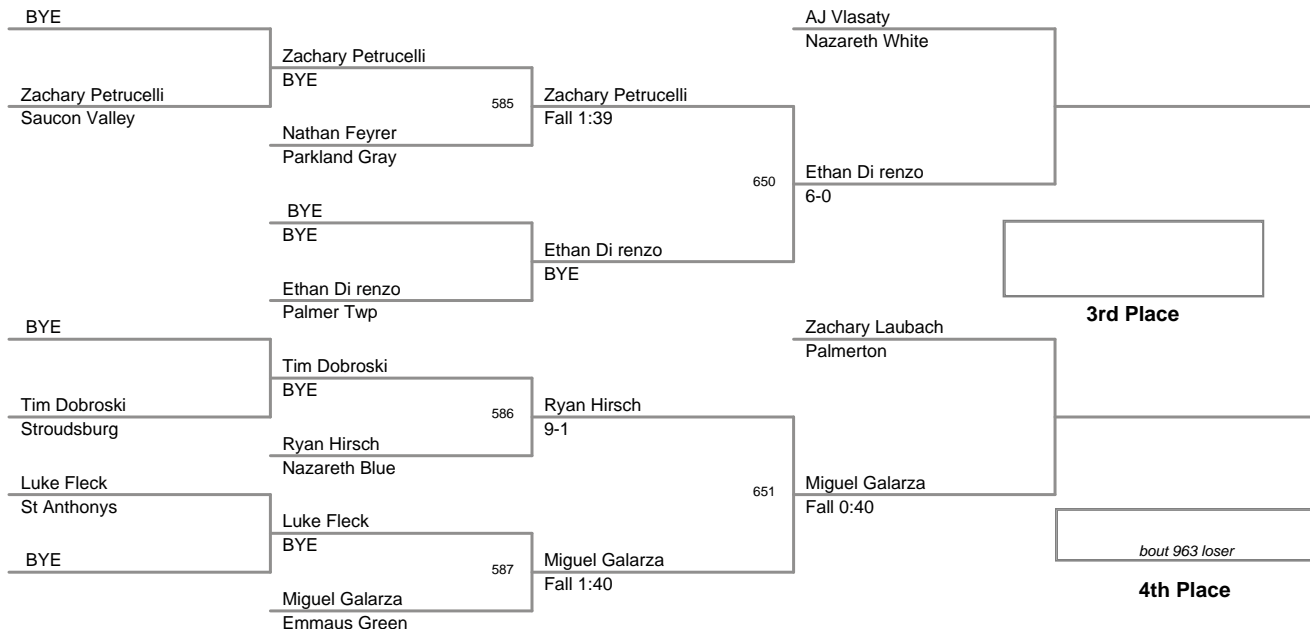 BYE
AJ Vlasaty
Nazareth White
Zachary Petrucelli
BYE
Zachary Petrucelli
Saucon Valley
585
Zachary Petrucelli
Fall 1:39
Nathan Feyrer
Parkland Gray
650
Ethan Di renzo
6-0
BYE
BYE
Ethan Di renzo
BYE
Ethan Di renzo
Palmer Twp
3rd Place
BYE
Zachary Laubach
Palmerton
Tim Dobroski
BYE
Tim Dobroski
Stroudsburg
586
Ryan Hirsch
9-1
Ryan Hirsch
Nazareth Blue
Luke Fleck
St Anthonys
651
Miguel Galarza
Fall 0:40
Luke Fleck
BYE
BYE
587
Miguel Galarza
Fall 1:40
bout 963 loser
4th Place
Miguel Galarza
Emmaus Green